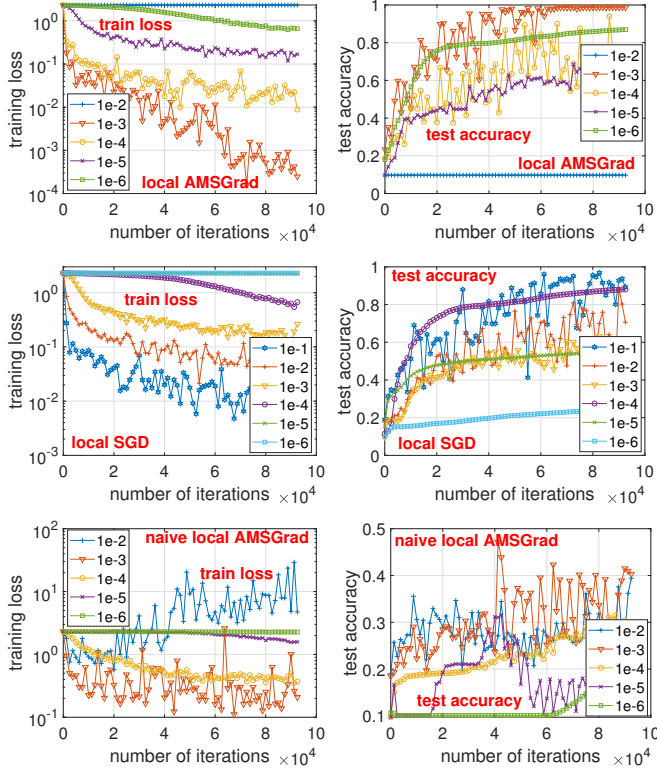 10^0
10^-1
10^-2
10^-3
10^-4
training loss
train loss
1e-2
1e-3
1e-4
1e-5
1e-6
local AMSGrad
0 2 4 6 8 10
number of iterations ×10^4
1
0.8
0.6
0.4
0.2
0
test accuracy
test accuracy
1e-2
1e-3
1e-4
1e-5
1e-6
local AMSGrad
0 2 4 6 8 10
number of iterations ×10^4
10^0
10^-1
10^-2
10^-3
training loss
train loss
1e-1
1e-2
1e-3
1e-4
1e-5
1e-6
local SGD
0 2 4 6 8 10
number of iterations ×10^4
1
0.8
0.6
0.4
0.2
0
test accuracy
test accuracy
1e-1
1e-2
1e-3
1e-4
1e-5
1e-6
local SGD
0 2 4 6 8 10
number of iterations ×10^4
10^2
10^1
10^0
10^-1
training loss
naive local AMSGrad
train loss
1e-2
1e-3
1e-4
1e-5
1e-6
0 2 4 6 8 10
number of iterations ×10^4
0.5
0.4
0.3
0.2
0.1
test accuracy
naive local AMSGrad
test accuracy
1e-2
1e-3
1e-4
1e-5
1e-6
0 2 4 6 8 10
number of iterations ×10^4